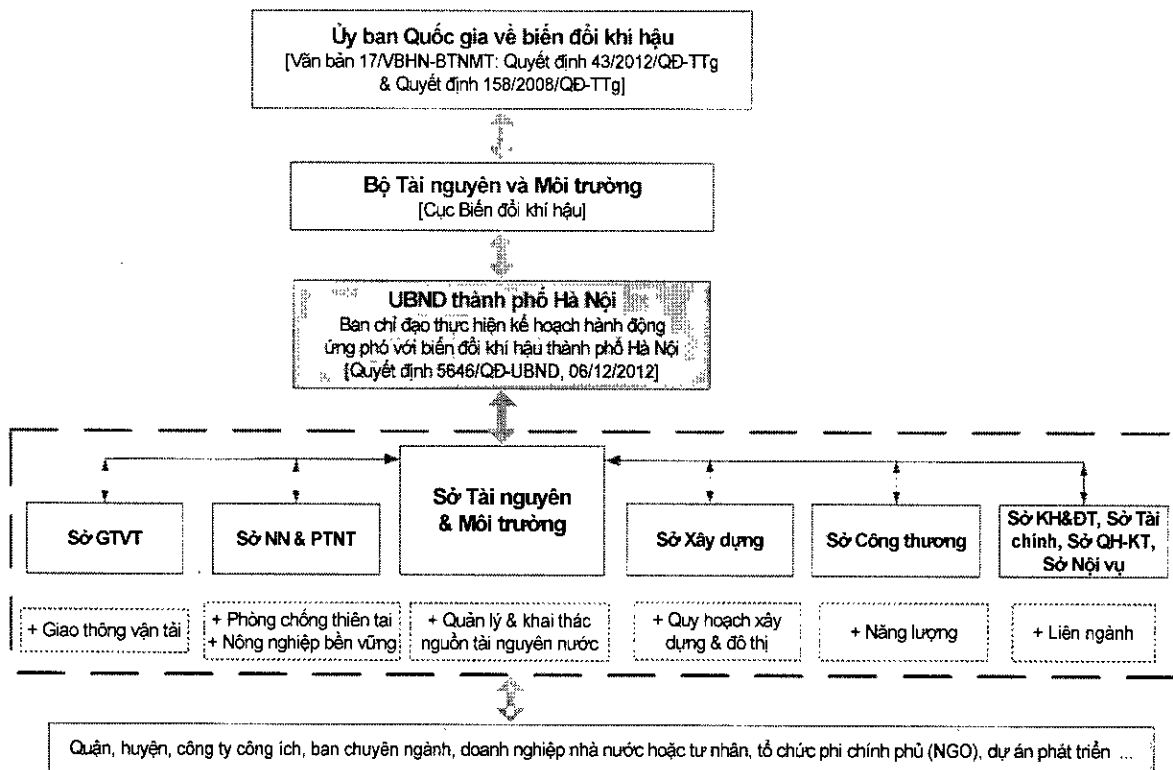 Ủy ban Quốc gia về biến đổi khí hậu
[Văn bản 17/VBHN-BTNMT: Quyết định 43/2012/QĐ-TTg
& Quyết định 158/2008/QĐ-TTg]
Bộ Tài nguyên và Môi trường
[Cục Biến đổi khí hậu]
UBND thành phố Hà Nội
Ban chỉ đạo thực hiện kế hoạch hành động
ứng phó với biến đổi khí hậu thành phố Hà Nội
[Quyết định 5646/QĐ-UBND, 06/12/2012]
Sở GTVT
Sở NN & PTNT
Sở Tài nguyên
& Môi trường
Sở Xây dựng
Sở Công thương
Sở KH&ĐT, Sở Tài
chính, Sở QH-KT,
Sở Nội vụ
+ Giao thông vận tải
+ Phòng chống thiên tai
+ Nông nghiệp bền vững
+ Quản lý & khai thác
nguồn tài nguyên nước
+ Quy hoạch xây
dựng & đô thị
+ Năng lượng
+ Liên ngành
Quận, huyện, công ty công ích, ban chuyên ngành, doanh nghiệp nhà nước hoặc tư nhân, tổ chức phi chính phủ (NGO), dự án phát triển ...